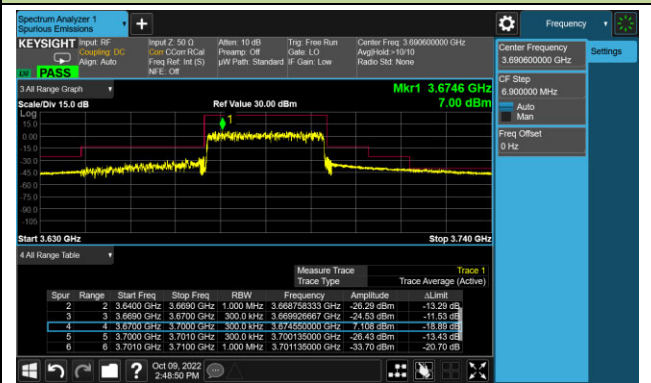 Spectrum Analyzer 1
Spurious Emissions
Frequency
KEYSIGHT
Input: RF
Coupling: DC
Align: Auto
Input Z: 50 Ω
Corr CCorr RCal
Freq Ref: Int (S)
NFE: Off
Atten: 10 dB
Preamp: Off
µW Path: Standard
Trig: Free Run
Gate: LO
IF Gain: Low
Center Freq: 3.690600000 GHz
Avg|Hold:>10/10
Radio Std: None
PASS
Center Frequency
3.690600000 GHz
Settings
CF Step
6.900000 MHz
Auto
Man
Freq Offset
0 Hz
3 All Range Graph
Mkr1 3.6746 GHz
Scale/Div 15.0 dB
Ref Value 30.00 dBm
7.00 dBm
Log
15.0
0.00
-15.0
-30.0
-45.0
-60.0
-75.0
-90.0
-105
1
Start 3.630 GHz
Stop 3.740 GHz
4 All Range Table
Measure Trace Trace 1
Trace Type Trace Average (Active)
Spur Range Start Freq Stop Freq RBW Frequency Amplitude ΔLimit
2 2 3.6400 GHz 3.6690 GHz 1.000 MHz 3.668758333 GHz -26.29 dBm -13.29 dB
3 3 3.6690 GHz 3.6700 GHz 300.0 kHz 3.669926667 GHz -24.53 dBm -11.53 dB
4 4 3.6700 GHz 3.7000 GHz 300.0 kHz 3.674550000 GHz 7.108 dBm -18.89 dB
5 5 3.7000 GHz 3.7010 GHz 300.0 kHz 3.700135000 GHz -26.43 dBm -13.43 dB
6 6 3.7010 GHz 3.7100 GHz 1.000 MHz 3.701135000 GHz -33.70 dBm -20.70 dB
Oct 09, 2022
2:48:50 PM